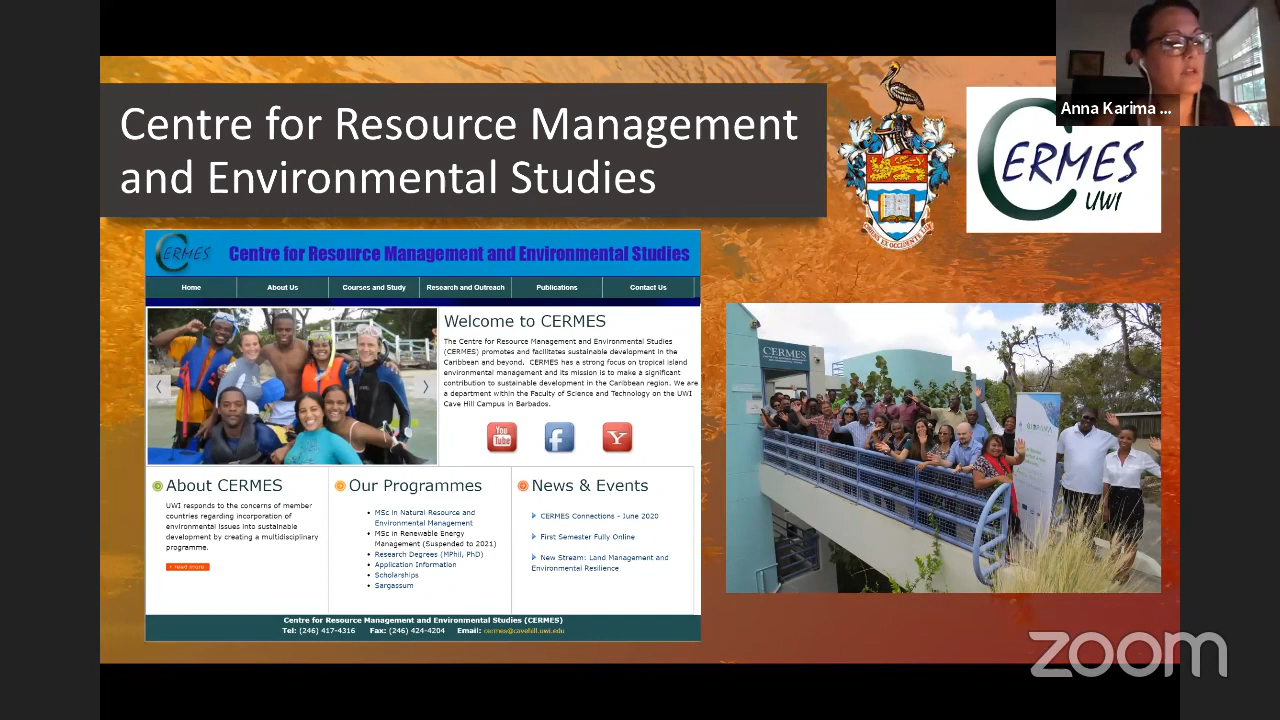 Anna Karima ...
Centre for Resource Management
and Environmental Studies
CERMES
UWI
CERMES
Centre for Resource Management and Environmental Studies
Home
About Us
Courses and Study
Research and Outreach
Publications
Contact Us
Welcome to CERMES
The Centre for Resource Management and Environmental Studies
(CERMES) promotes and facilitates sustainable development in the
Caribbean and beyond. CERMES has a strong focus on tropical island
environmental management and its mission is to make a significant
contribution to sustainable development in the Caribbean region. We are
a department within the Faculty of Science and Technology on the UWI
Cave Hill Campus in Barbados.
You
Tube
f
Y
About CERMES
UWI responds to the concerns of member
countries regarding incorporation of
environmental issues into sustainable
development by creating a multidisciplinary
programme.
read more
Our Programmes
MSc in Natural Resource and
Environmental Management
MSc in Renewable Energy
Management (Suspended to 2021)
Research Degrees (MPhil, PhD)
Application Information
Scholarships
Sargassum
News & Events
CERMES Connections - June 2020
First Semester Fully Online
New Stream: Land Management and
Environmental Resilience
Centre for Resource Management and Environmental Studies (CERMES)
Tel: (246) 417-4316 Fax: (246) 424-4204 Email: cermes@cavehill.uwi.edu
CERMES
BIOPAMA
zoom